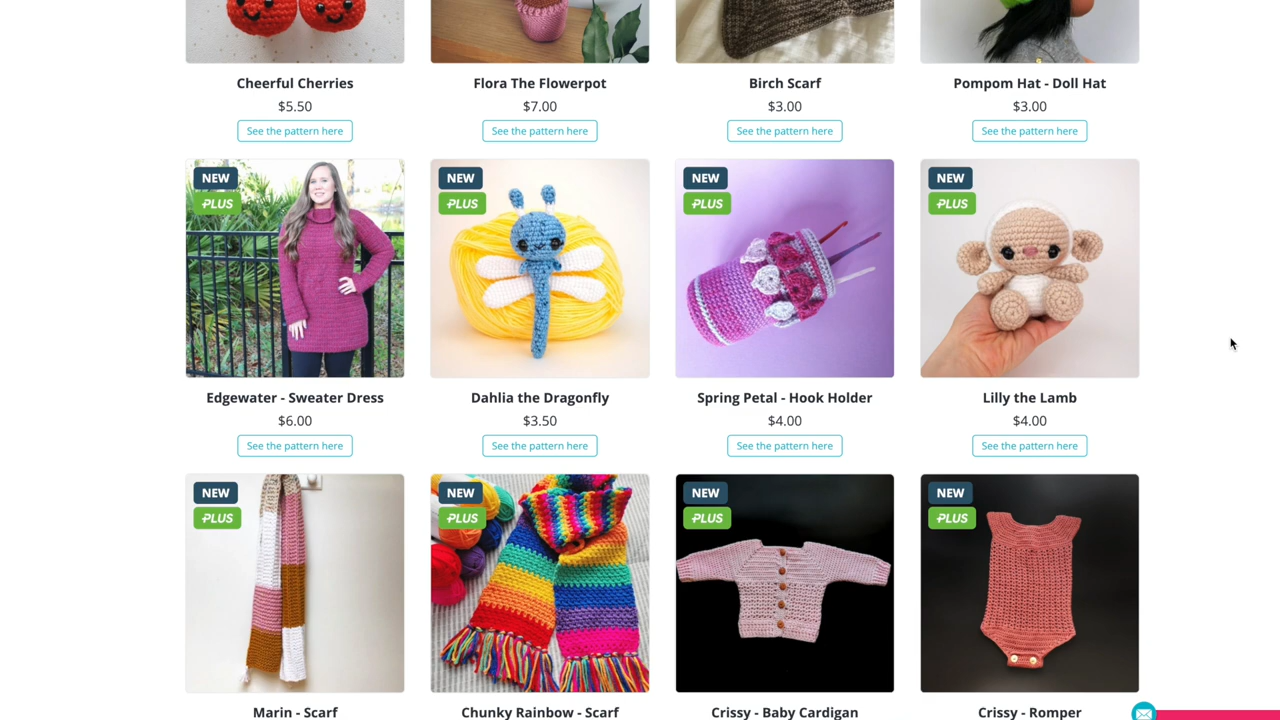 Cheerful Cherries
Flora The Flowerpot
Birch Scarf
Pompom Hat - Doll Hat
$5.50
$7.00
$3.00
$3.00
See the pattern here
See the pattern here
See the pattern here
See the pattern here
NEW
PLUS
NEW
PLUS
NEW
PLUS
NEW
PLUS
Edgewater - Sweater Dress
Dahlia the Dragonfly
Spring Petal - Hook Holder
Lilly the Lamb
$6.00
$3.50
$4.00
$4.00
See the pattern here
See the pattern here
See the pattern here
See the pattern here
NEW
PLUS
NEW
PLUS
NEW
PLUS
NEW
PLUS
Marin - Scarf
Chunky Rainbow - Scarf
Crissy - Baby Cardigan
Crissy - Romper